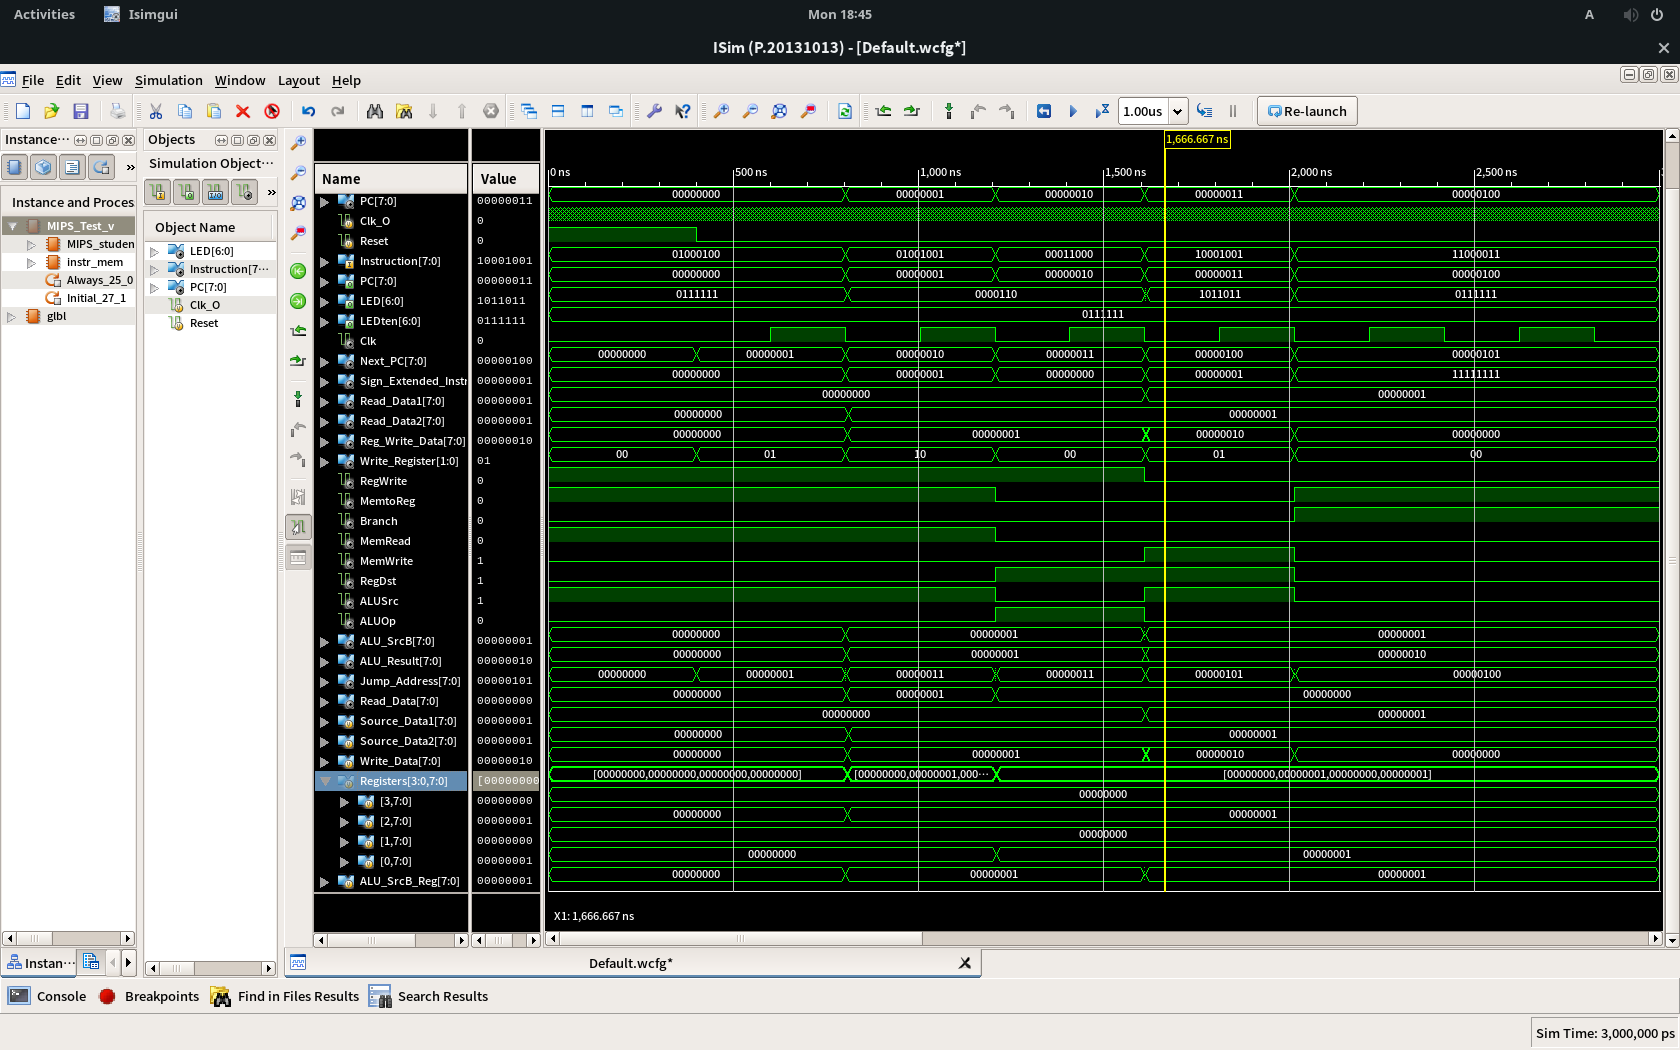 Activities Isimgui Mon 18:45 A
ISim (P.20131013) - [Default.wcfg*]
File Edit View Simulation Window Layout Help
1.00us Re-launch
Instance··· Objects
Simulation Object···
»
Instance and Proces
MIPS_Test_v
MIPS_studen
instr_mem
Always_25_0
Initial_27_1
glbl
Object Name
LED[6:0]
Instruction[7···
PC[7:0]
Clk_O
Reset
1,666.667 ns
Name Value
0 ns 500 ns 1,000 ns 1,500 ns 2,000 ns 2,500 ns
PC[7:0] 00000011 00000000 00000001 00000010 00000011 00000100
Clk_O 0
Reset 0
Instruction[7:0] 10001001 01000100 01001001 00011000 10001001 11000011
PC[7:0] 00000011 00000000 00000001 00000010 00000011 00000100
LED[6:0] 1011011 0111111 0000110 1011011 0111111
LEDten[6:0] 0111111 0111111
Clk 0
Next_PC[7:0] 00000100 00000000 00000001 00000010 00000011 00000100 00000101
Sign_Extended_Instr 00000001 00000000 00000001 00000000 00000001 11111111
Read_Data1[7:0] 00000001 00000000 00000001
Read_Data2[7:0] 00000001 00000000 00000001
Reg_Write_Data[7:0] 00000010 00000000 00000001 00000010 00000000
Write_Register[1:0] 01 00 01 10 00 01 00
RegWrite 0
MemtoReg 0
Branch 0
MemRead 0
MemWrite 1
RegDst 1
ALUSrc 1
ALUOp 0
ALU_SrcB[7:0] 00000001 00000000 00000001 00000001
ALU_Result[7:0] 00000010 00000000 00000001 00000010
Jump_Address[7:0] 00000101 00000000 00000001 00000011 00000011 00000101 00000100
Read_Data[7:0] 00000000 00000000 00000001 00000000
Source_Data1[7:0] 00000001 00000000 00000001
Source_Data2[7:0] 00000001 00000000 00000001
Write_Data[7:0] 00000010 00000000 00000001 00000010 00000000
Registers[3:0,7:0] [00000000 [00000000,00000000,00000000,00000000] [00000000,00000001,000··· [00000000,00000001,00000000,00000001]
[3,7:0] 00000000 00000000
[2,7:0] 00000001 00000000 00000001
[1,7:0] 00000000 00000000
[0,7:0] 00000001 00000000 00000001
ALU_SrcB_Reg[7:0] 00000001 00000000 00000001 00000001
X1: 1,666.667 ns
Instan··· Default.wcfg*
Console Breakpoints Find in Files Results Search Results
Sim Time: 3,000,000 ps